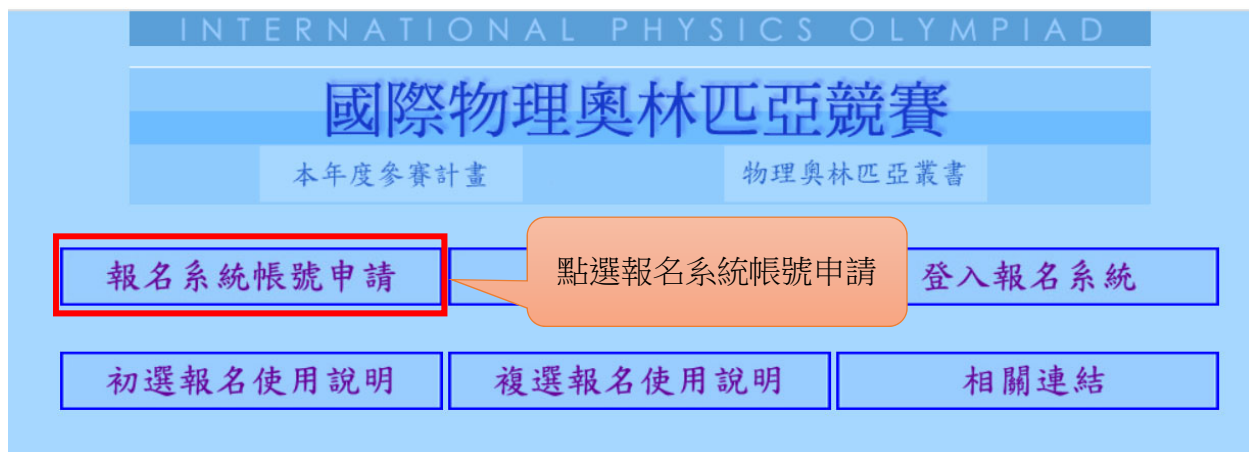 INTERNATIONAL PHYSICS OLYMPIAD
國際物理奧林匹亞競賽
本年度參賽計畫 物理奧林匹亞叢書
報名系統帳號申請 點選報名系統帳號申請 登入報名系統
初選報名使用說明 複選報名使用說明 相關連結